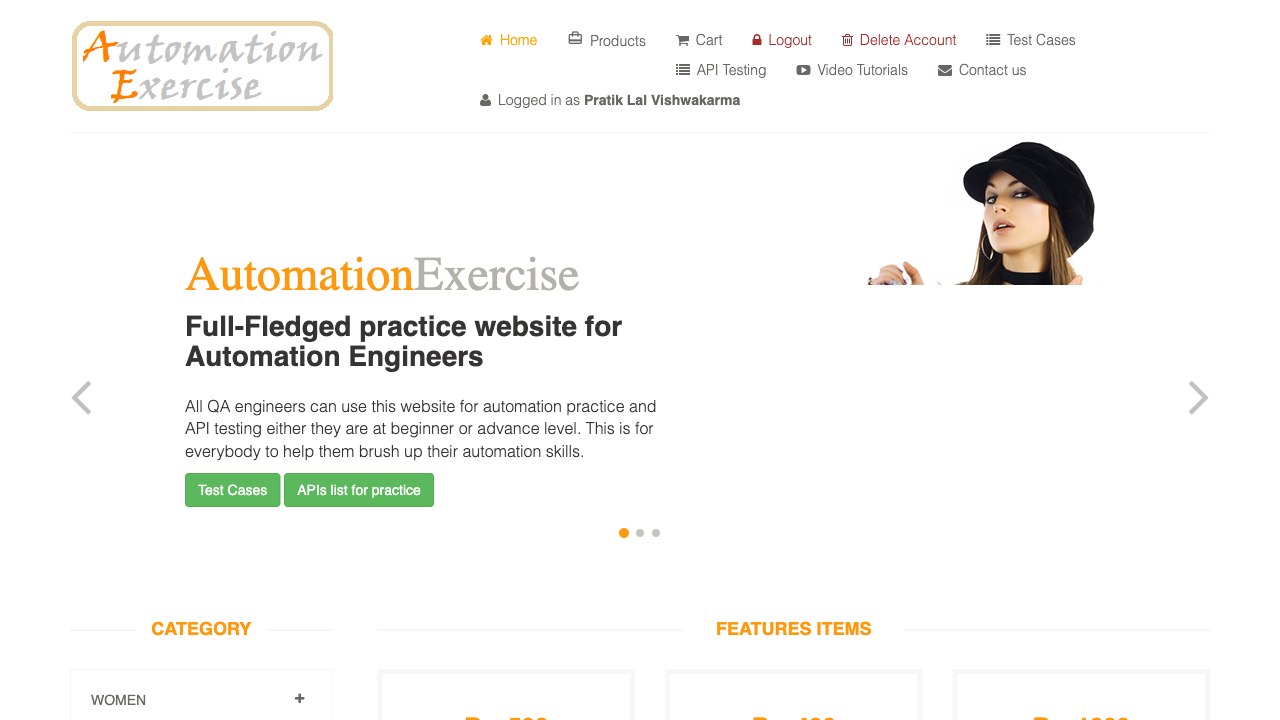 Automation
Exercise
Home Products Cart Logout Delete Account Test Cases
API Testing Video Tutorials Contact us
Logged in as Pratik Lal Vishwakarma
AutomationExercise
Full-Fledged practice website for
Automation Engineers
All QA engineers can use this website for automation practice and
API testing either they are at beginner or advance level. This is for
everybody to help them brush up their automation skills.
Test Cases APIs list for practice
CATEGORY
FEATURES ITEMS
WOMEN